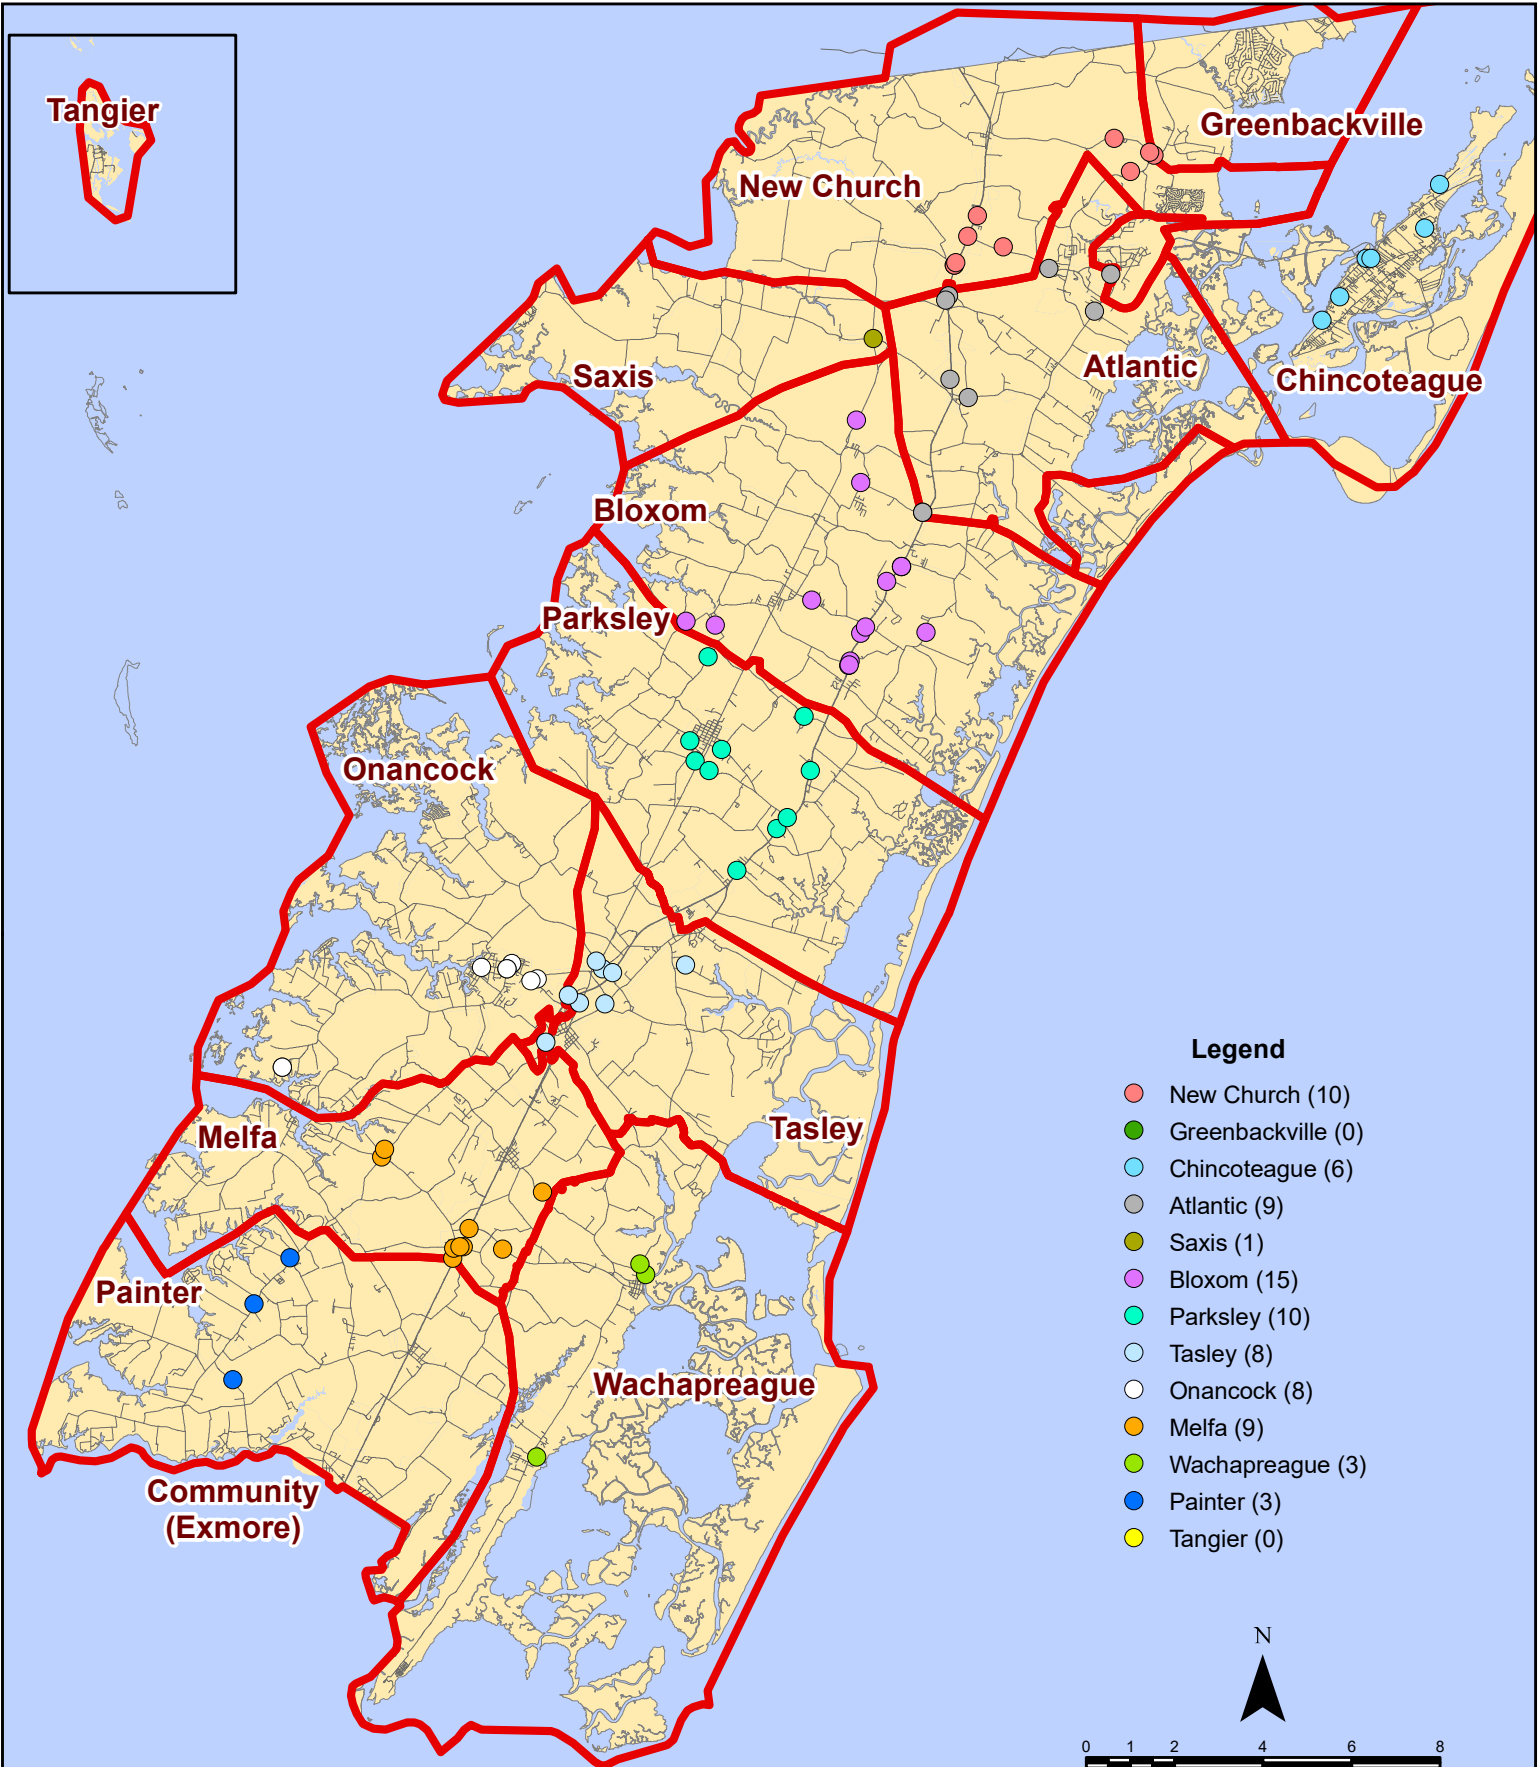 Tangier
Greenbackville
New Church
Saxis
Atlantic
Chincoteague
Bloxom
Parksley
Onancock
Melfa
Tasley
Painter
Wachapreague
Community
(Exmore)
Legend
New Church (10)
Greenbackville (0)
Chincoteague (6)
Atlantic (9)
Saxis (1)
Bloxom (15)
Parksley (10)
Tasley (8)
Onancock (8)
Melfa (9)
Wachapreague (3)
Painter (3)
Tangier (0)
N
0 1 2 4 6 8